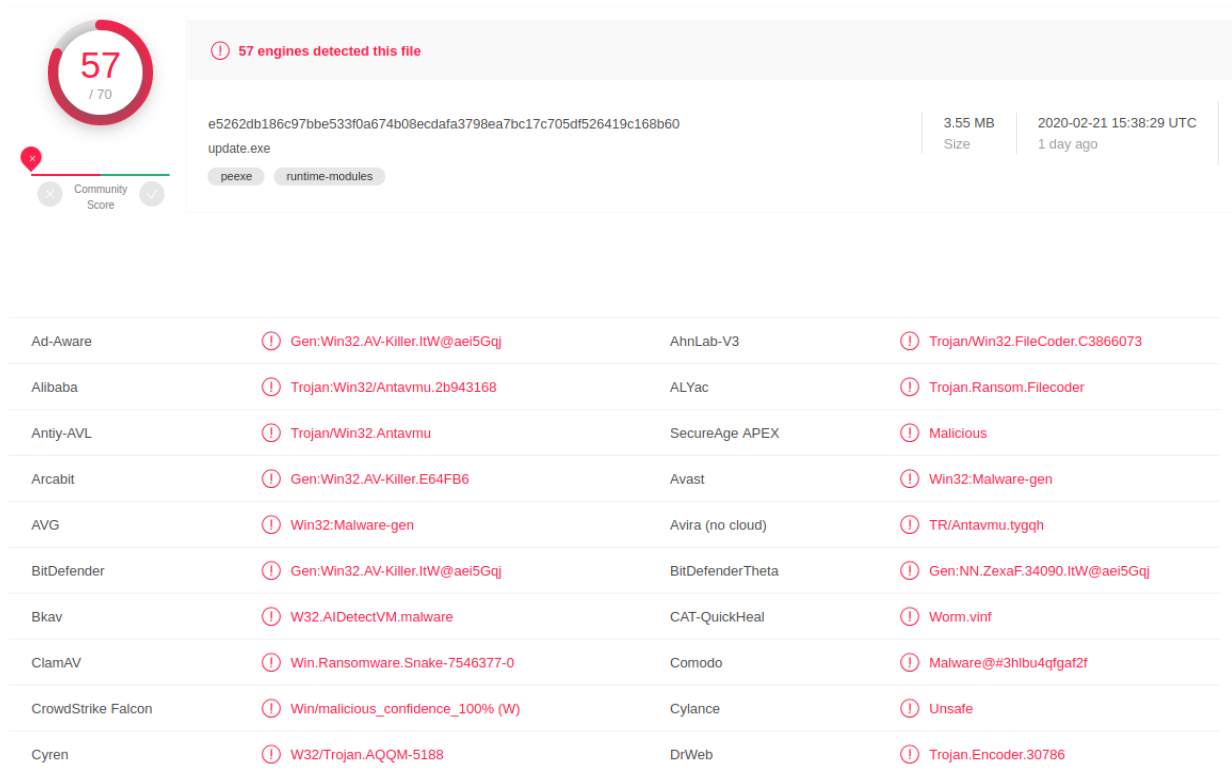 57
/ 70
57 engines detected this file
e5262db186c97bbe533f0a674b08ecdafa3798ea7bc17c705df526419c168b60
update.exe
peexe runtime-modules
3.55 MB
Size
2020-02-21 15:38:29 UTC
1 day ago
Community
Score
Ad-Aware Gen:Win32.AV-Killer.ItW@aei5Gqj AhnLab-V3 Trojan/Win32.FileCoder.C3866073
Alibaba Trojan:Win32/Antavmu.2b943168 ALYac Trojan.Ransom.Filecoder
Antiy-AVL Trojan/Win32.Antavmu SecureAge APEX Malicious
Arcabit Gen:Win32.AV-Killer.E64FB6 Avast Win32:Malware-gen
AVG Win32:Malware-gen Avira (no cloud) TR/Antavmu.tygqh
BitDefender Gen:Win32.AV-Killer.ItW@aei5Gqj BitDefenderTheta Gen:NN.ZexaF.34090.ItW@aei5Gqj
Bkav W32.AIDetectVM.malware CAT-QuickHeal Worm.vinf
ClamAV Win.Ransomware.Snake-7546377-0 Comodo Malware@#3hlbu4qfgaf2f
CrowdStrike Falcon Win/malicious_confidence_100% (W) Cylance Unsafe
Cyren W32/Trojan.AQQM-5188 DrWeb Trojan.Encoder.30786